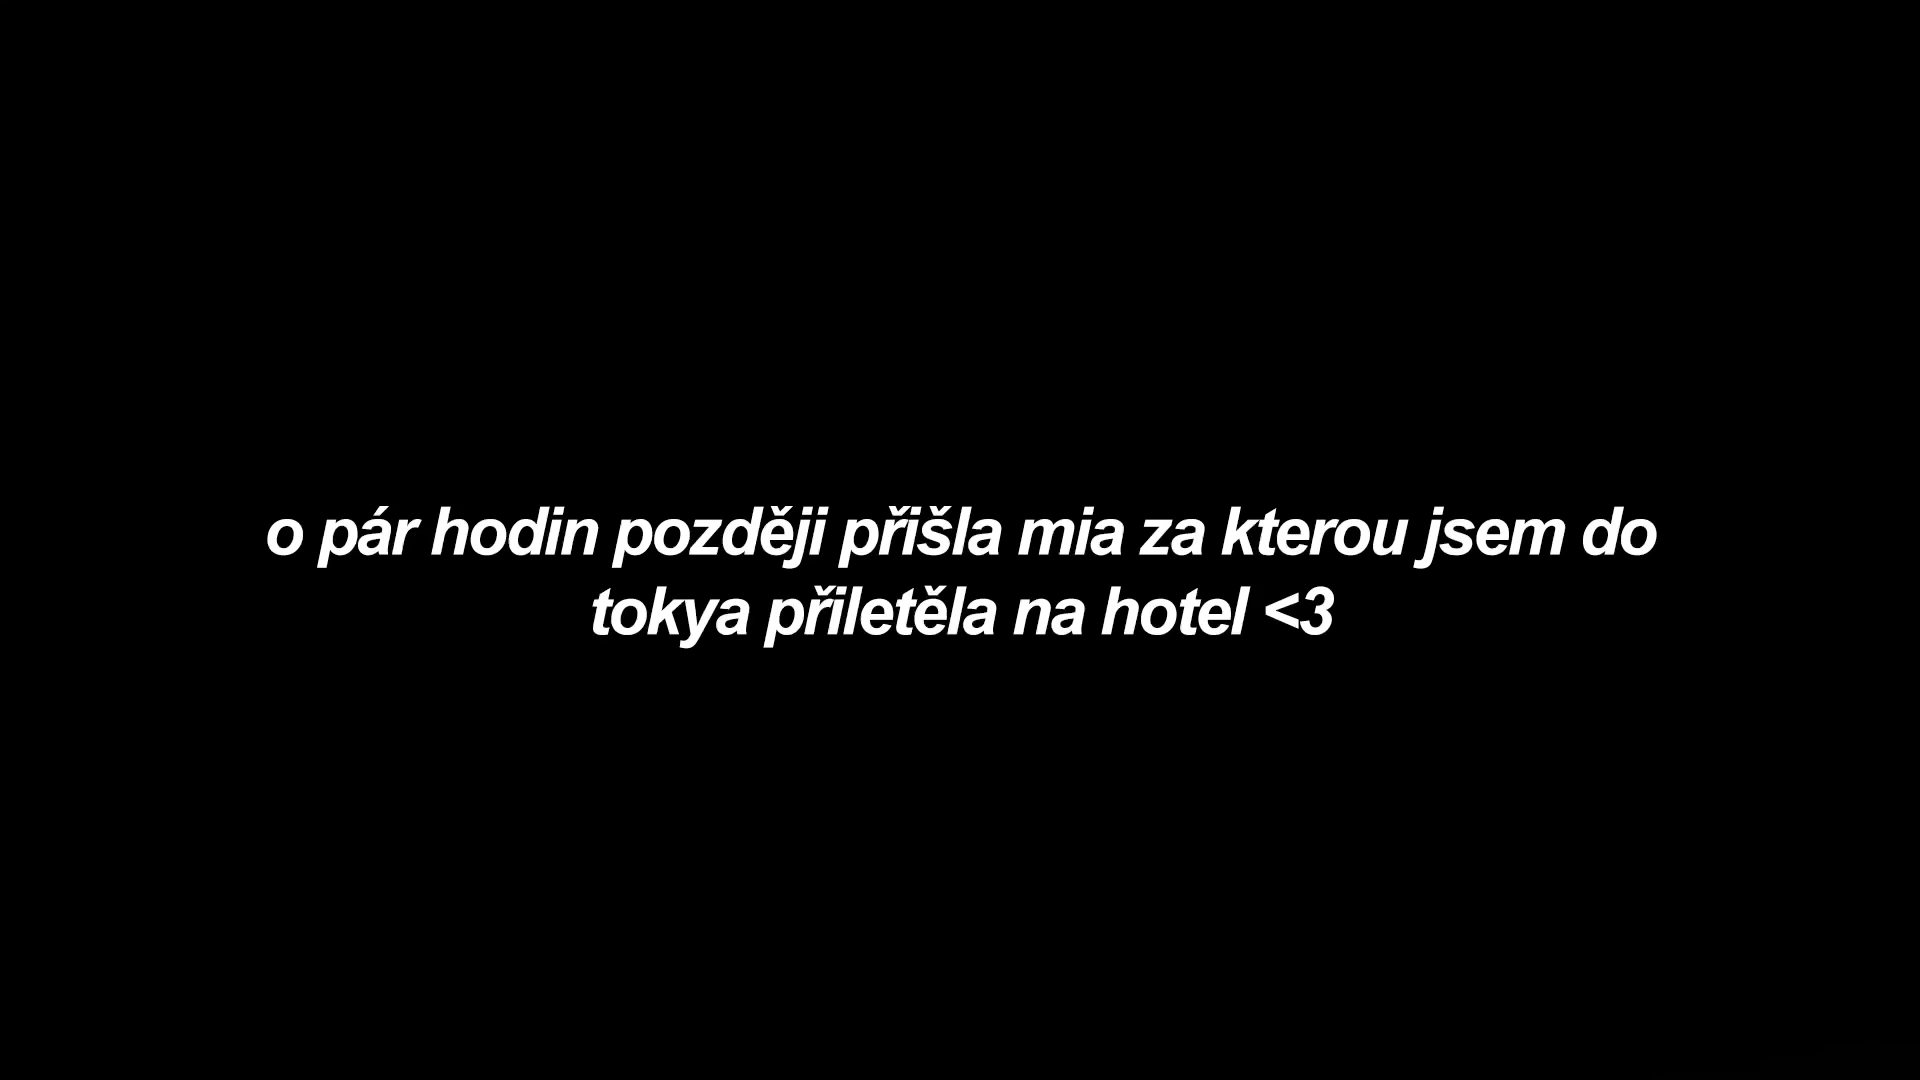 o pár hodin později přišla mia za kterou jsem do
tokya přiletěla na hotel <3